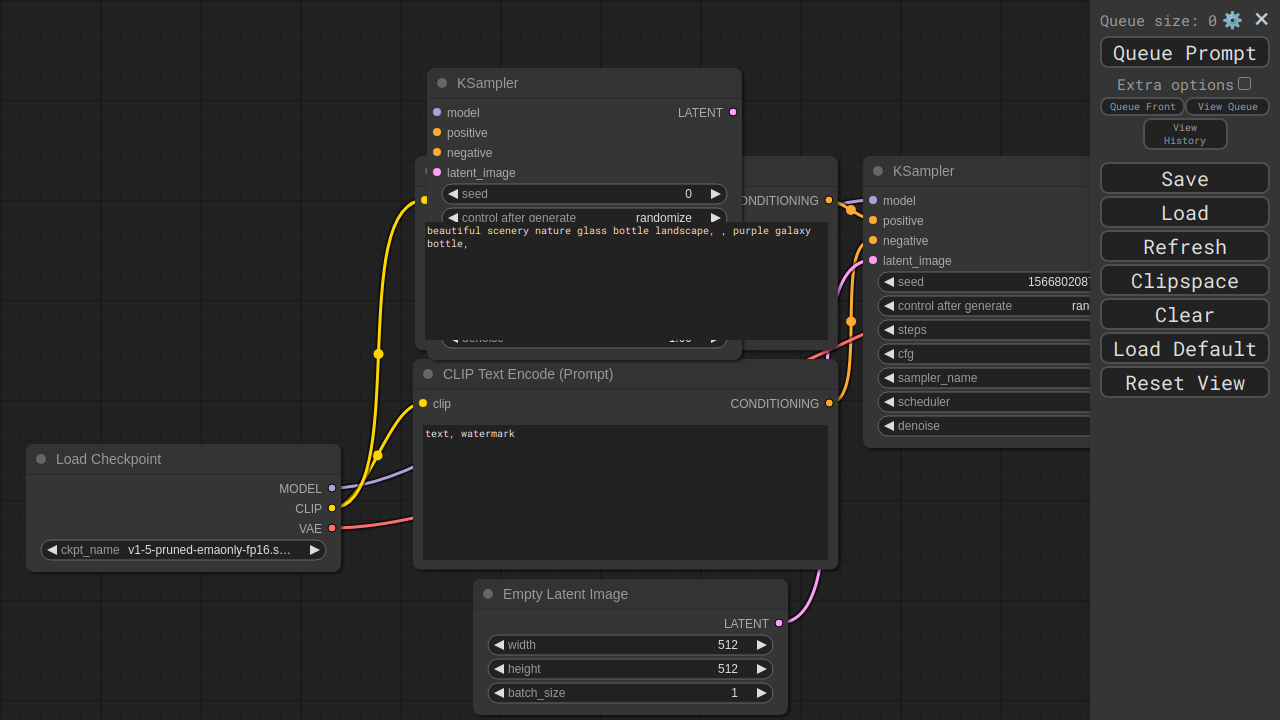 Queue size: 0
Queue Prompt
Extra options
Queue Front
View Queue
View
History
Save
Load
Refresh
Clipspace
Clear
Load Default
Reset View
KSampler
model
LATENT
positive
negative
latent_image
seed 0
control after generate randomize
CONDITIONING
beautiful scenery nature glass bottle landscape, , purple galaxy
bottle,
denoise 1.00
KSampler
model
positive
negative
latent_image
seed 156680208
control after generate ran
steps
cfg
sampler_name
scheduler
denoise
CLIP Text Encode (Prompt)
clip
CONDITIONING
text, watermark
Load Checkpoint
MODEL
CLIP
VAE
ckpt_name v1-5-pruned-emaonly-fp16.s…
Empty Latent Image
LATENT
width 512
height 512
batch_size 1